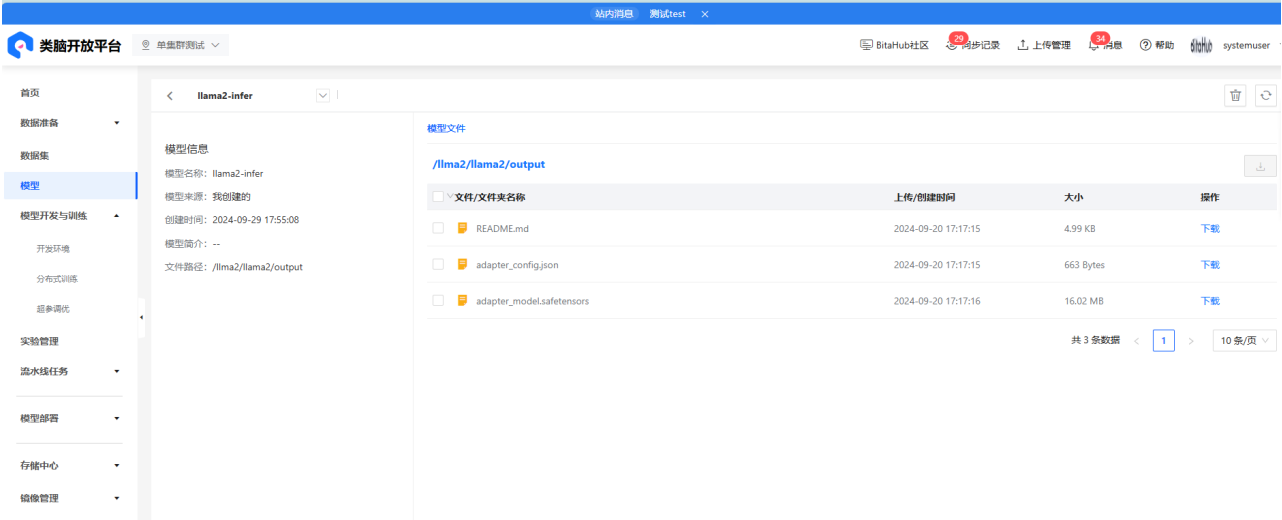 站内消息 测试test ×
类脑开放平台 单集群测试 BitaHub社区 29 同步记录 上传管理 34 消息 帮助 BitaHub systemuser
首页
数据准备
数据集
模型
模型开发与训练
开发环境
分布式训练
超参调优
实验管理
流水线任务
模型部署
存储中心
镜像管理
llama2-infer
模型信息
模型名称：llama2-infer
模型来源：我创建的
创建时间：2024-09-29 17:55:08
模型简介：--
文件路径：/llma2/llama2/output
模型文件
/llma2/llama2/output
文件/文件夹名称 上传/创建时间 大小 操作
README.md 2024-09-20 17:17:15 4.99 KB 下载
adapter_config.json 2024-09-20 17:17:15 663 Bytes 下载
adapter_model.safetensors 2024-09-20 17:17:16 16.02 MB 下载
共 3 条数据 < 1 > 10 条/页